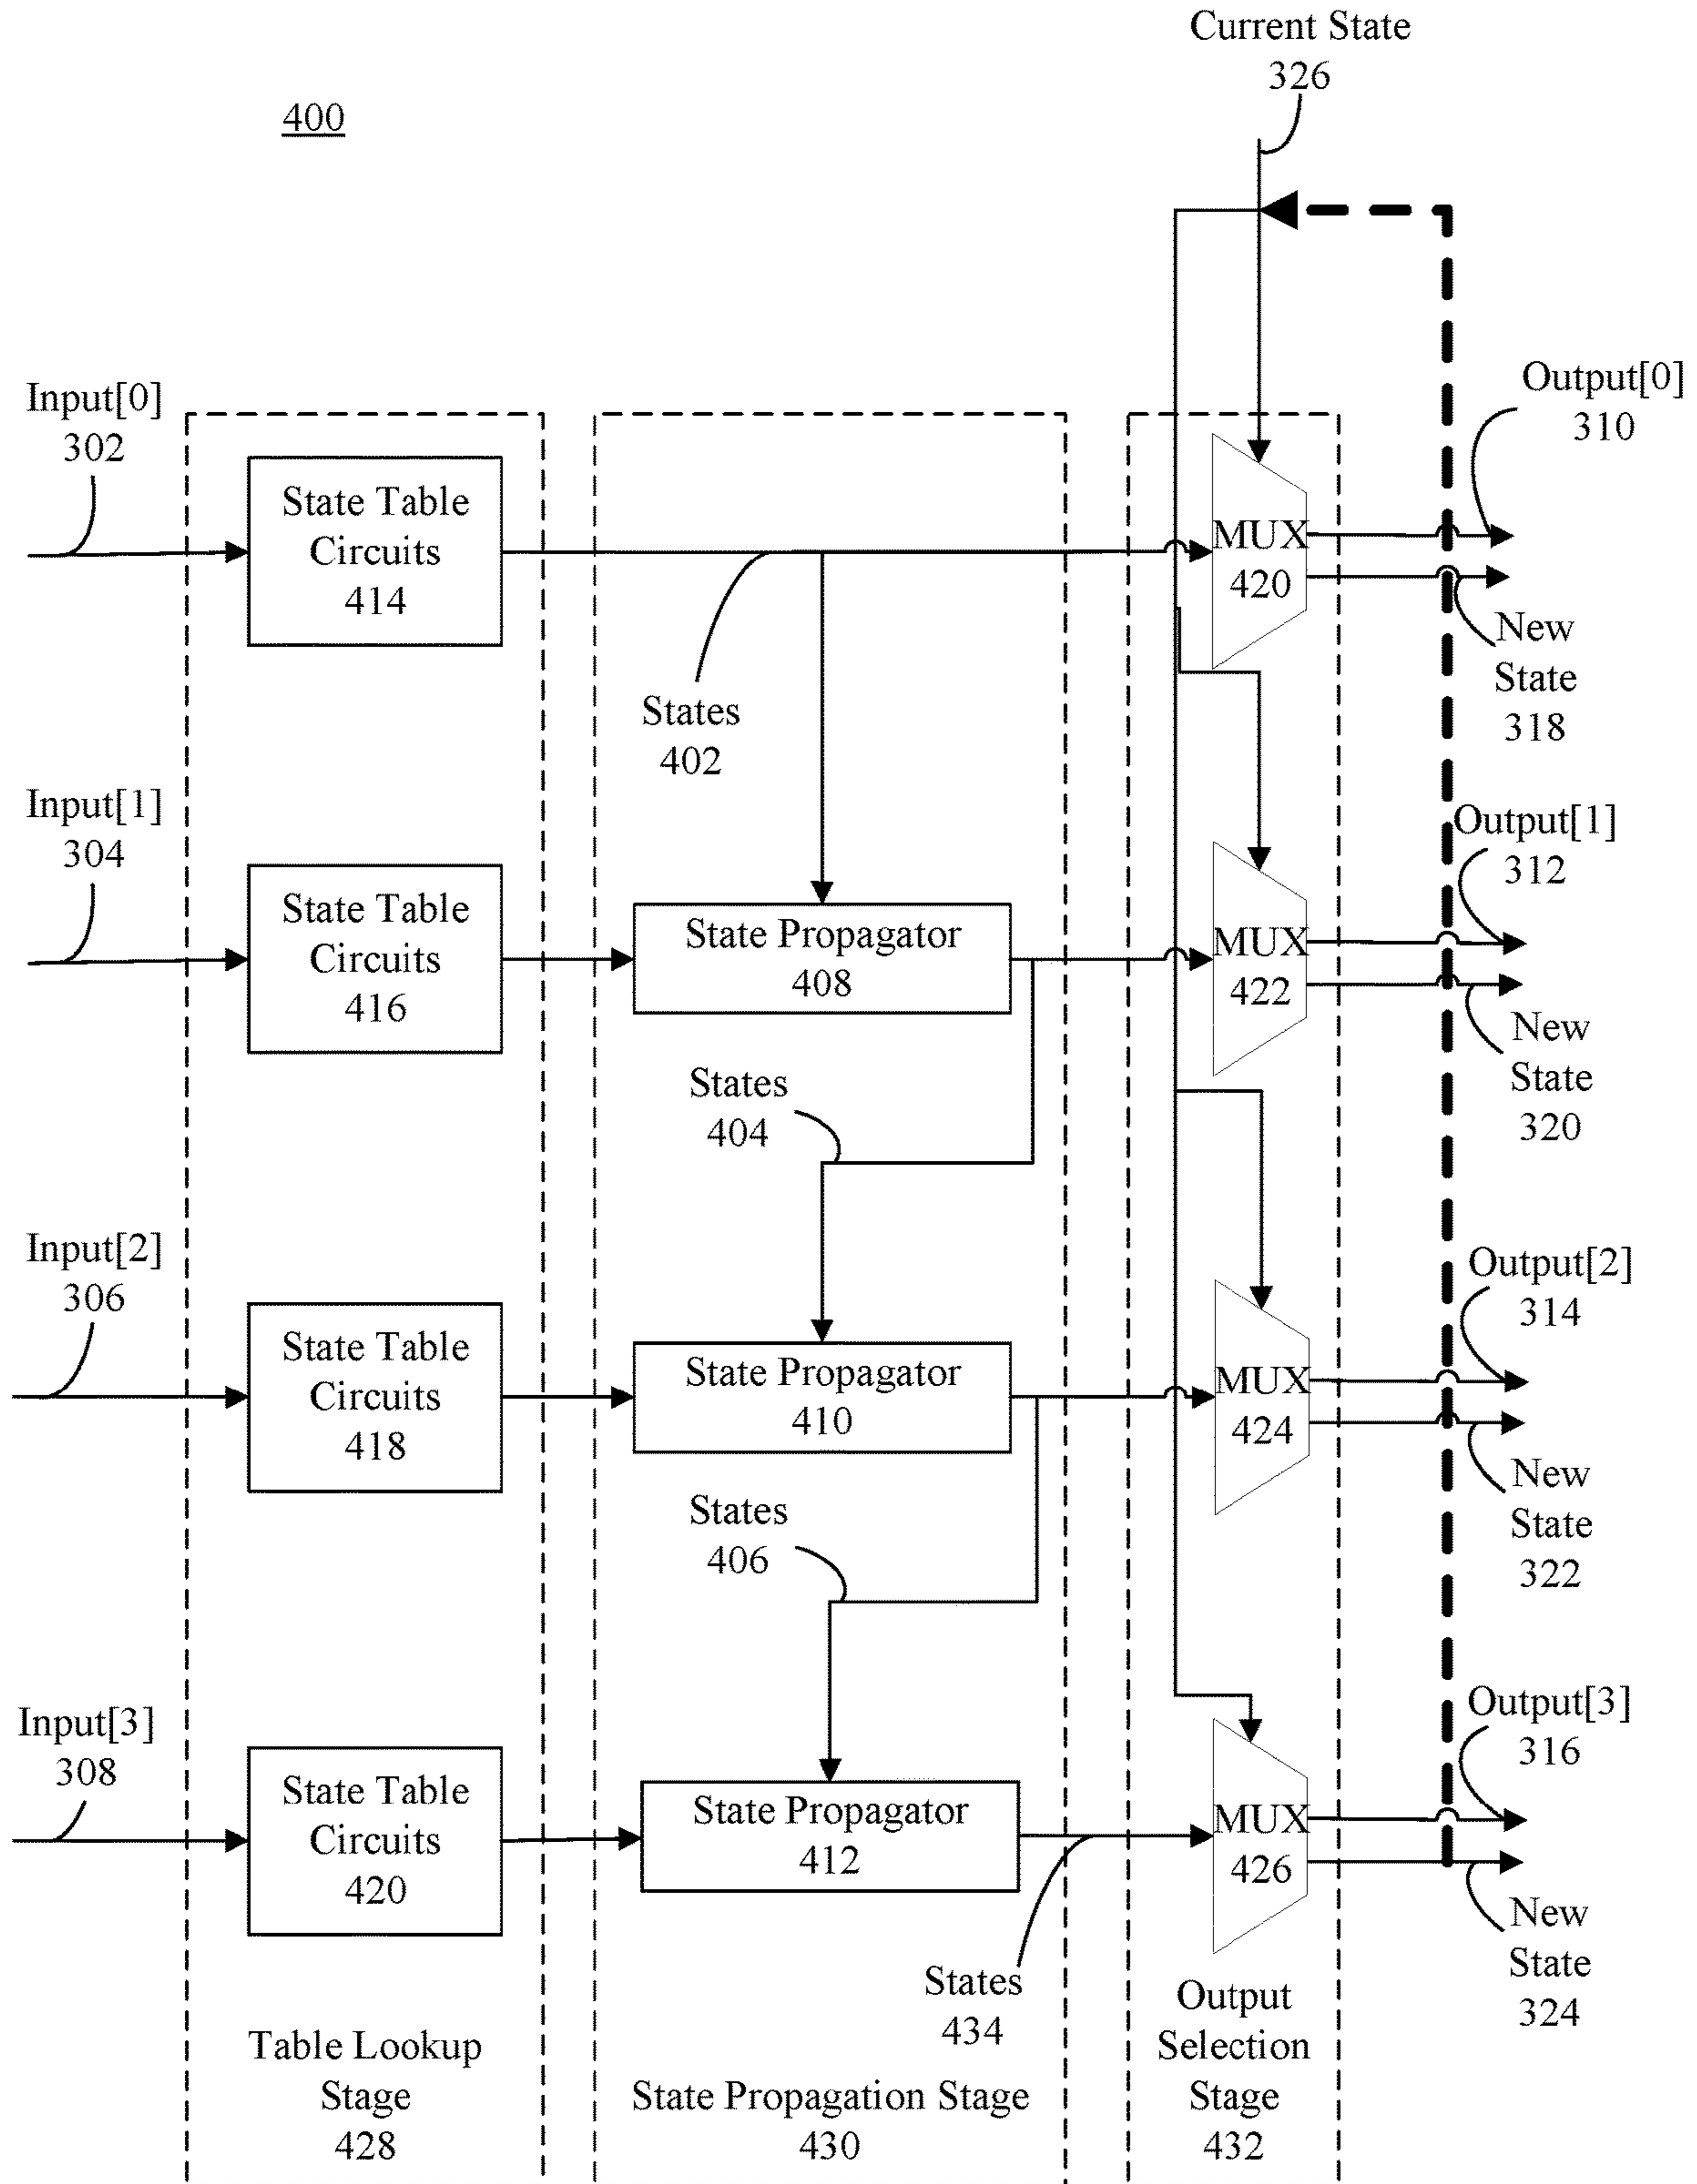 Current State
326
400
Input[0]
302
State Table
Circuits
414
MUX
420
Output[0]
310
New
State
318
States
402
Input[1]
304
State Table
Circuits
416
State Propagator
408
MUX
422
Output[1]
312
New
State
320
States
404
Input[2]
306
State Table
Circuits
418
State Propagator
410
MUX
424
Output[2]
314
New
State
322
States
406
Input[3]
308
State Table
Circuits
420
State Propagator
412
MUX
426
Output[3]
316
New
State
324
States
434
Table Lookup
Stage
428
State Propagation Stage
430
Output
Selection
Stage
432